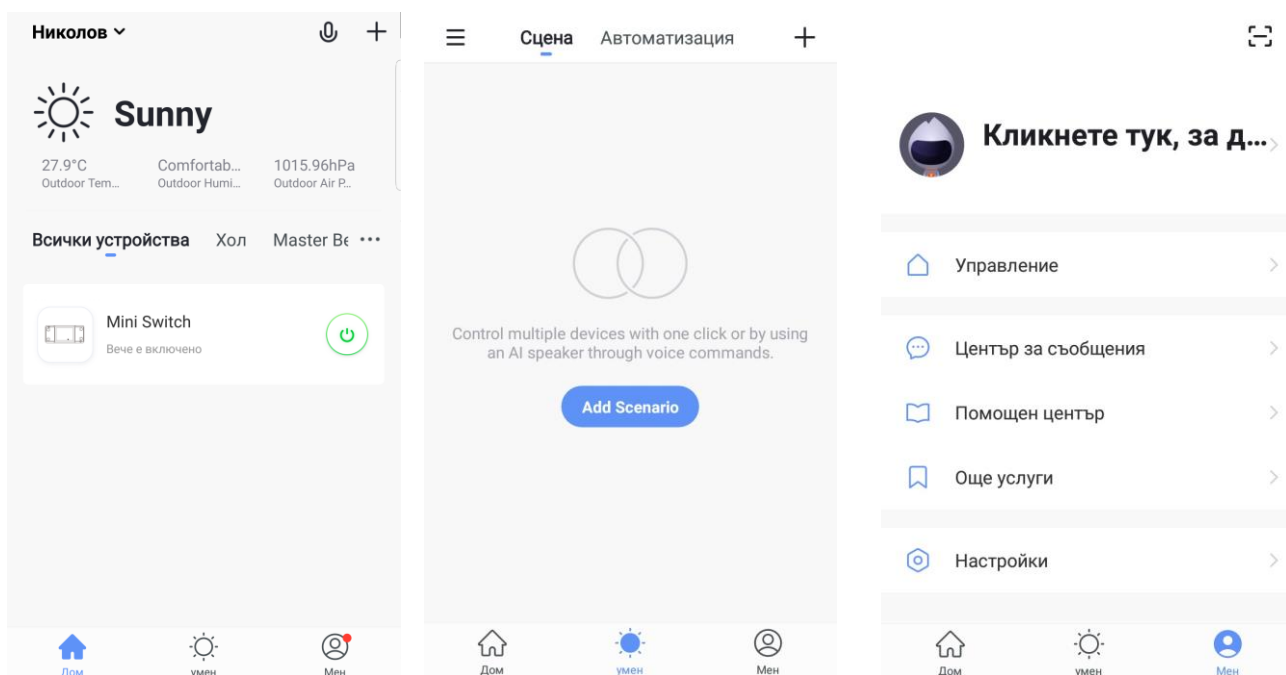 Николов
Sunny
27.9°C
Outdoor Tem...
Comfortab...
Outdoor Humi...
1015.96hPa
Outdoor Air P...
Всички устройства Хол Master Be
Mini Switch
Вече е включено
Дом умен Мен
Сцена Автоматизация
Control multiple devices with one click or by using
an AI speaker through voice commands.
Add Scenario
Дом умен Мен
Кликнете тук, за д...
Управление
Център за съобщения
Помощен център
Още услуги
Настройки
Дом умен Мен